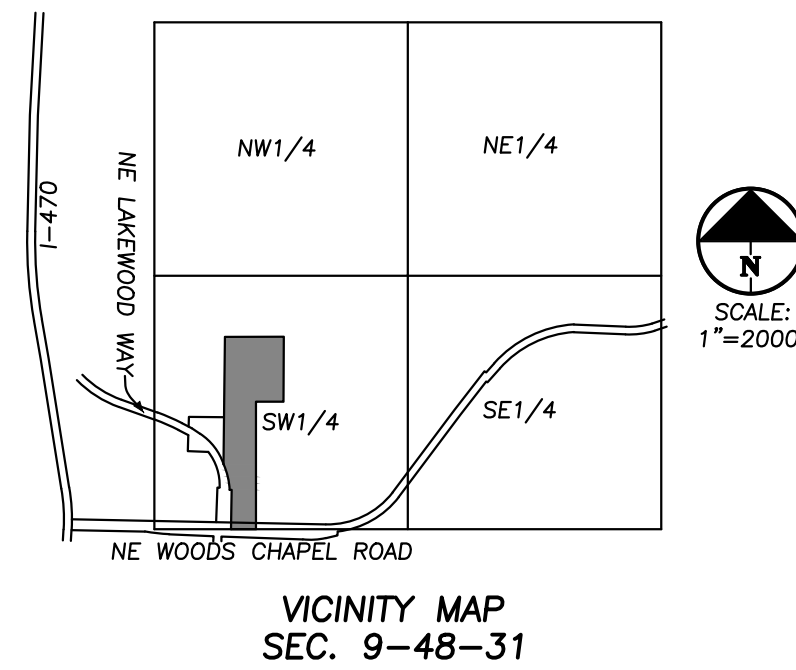 NW1/4
NE1/4
NE LAKEWOOD WAY
I-470
N
SCALE:
1"=2000
SW1/4
SE1/4
NE WOODS CHAPEL ROAD
VICINITY MAP
SEC. 9-48-31